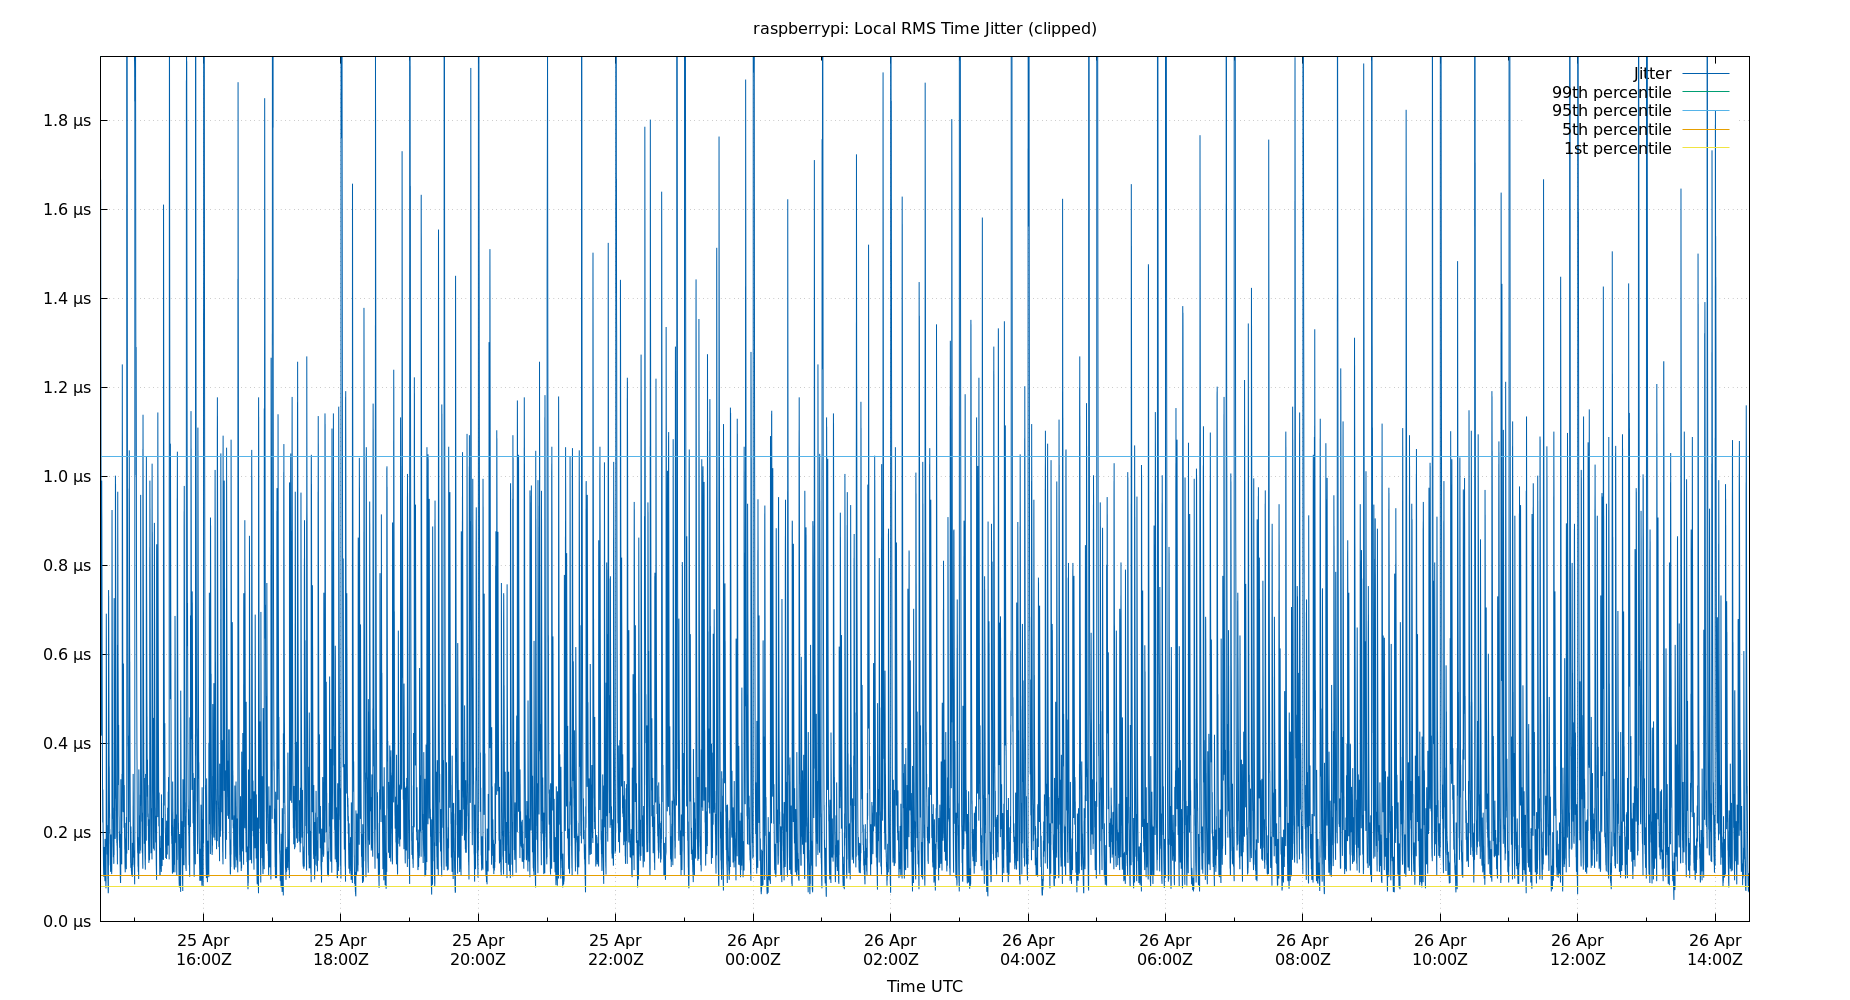 raspberrypi: Local RMS Time Jitter (clipped)
Jitter
99th percentile
95th percentile
5th percentile
1st percentile
1.8 µs
1.6 µs
1.4 µs
1.2 µs
1.0 µs
0.8 µs
0.6 µs
0.4 µs
0.2 µs
0.0 µs
25 Apr 25 Apr 25 Apr 25 Apr 26 Apr 26 Apr 26 Apr 26 Apr 26 Apr 26 Apr 26 Apr 26 Apr
16:00Z 18:00Z 20:00Z 22:00Z 00:00Z 02:00Z 04:00Z 06:00Z 08:00Z 10:00Z 12:00Z 14:00Z
Time UTC